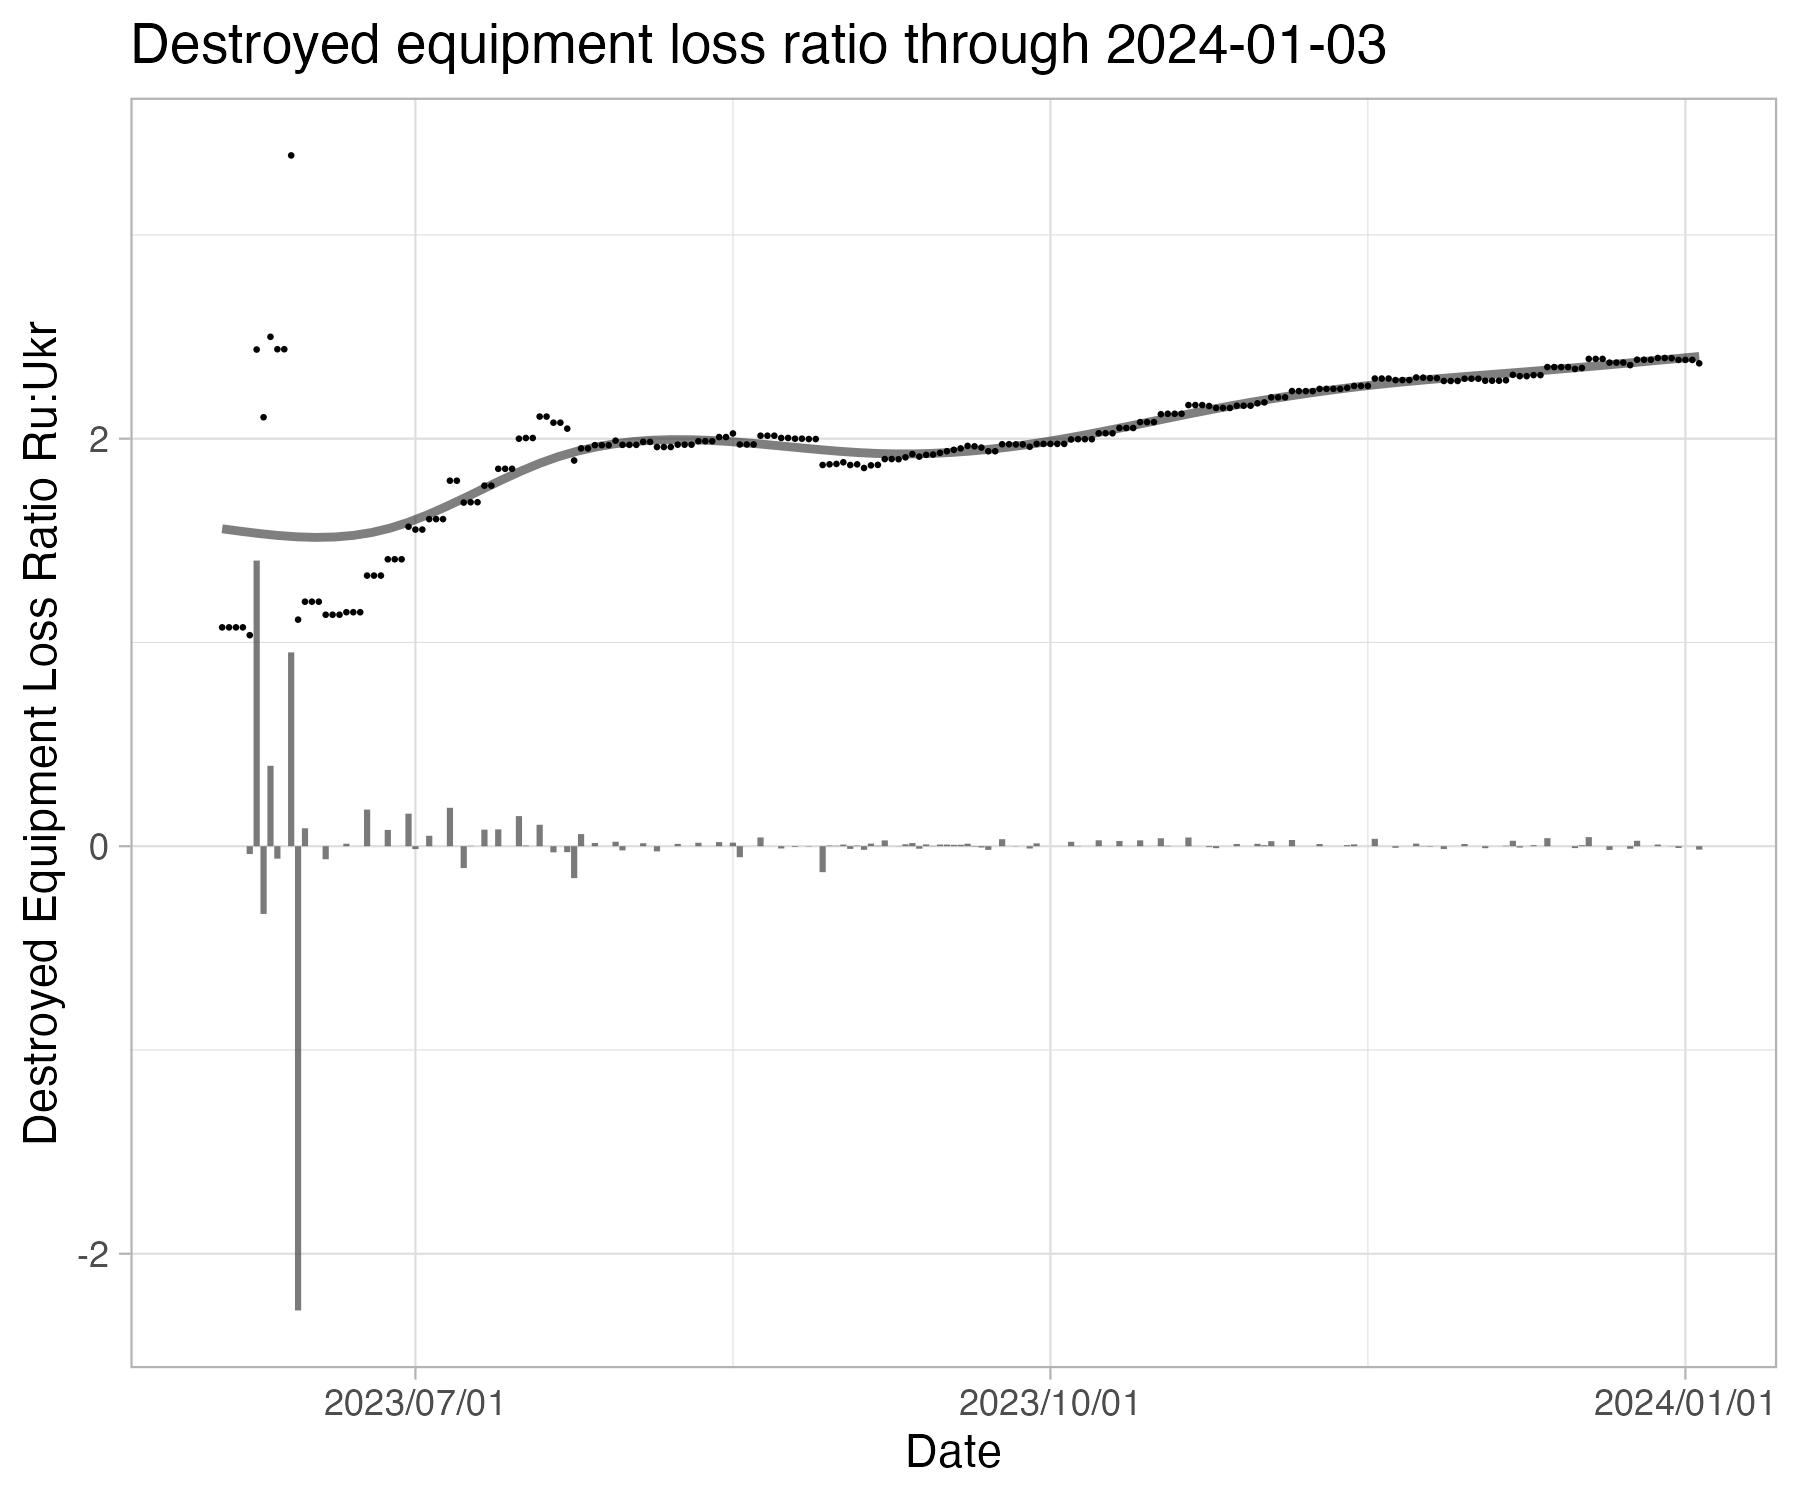 Destroyed equipment loss ratio through 2024-01-03
Destroyed Equipment Loss Ratio Ru:Ukr
2
0
-2
2023/07/01
2023/10/01
2024/01/01
Date